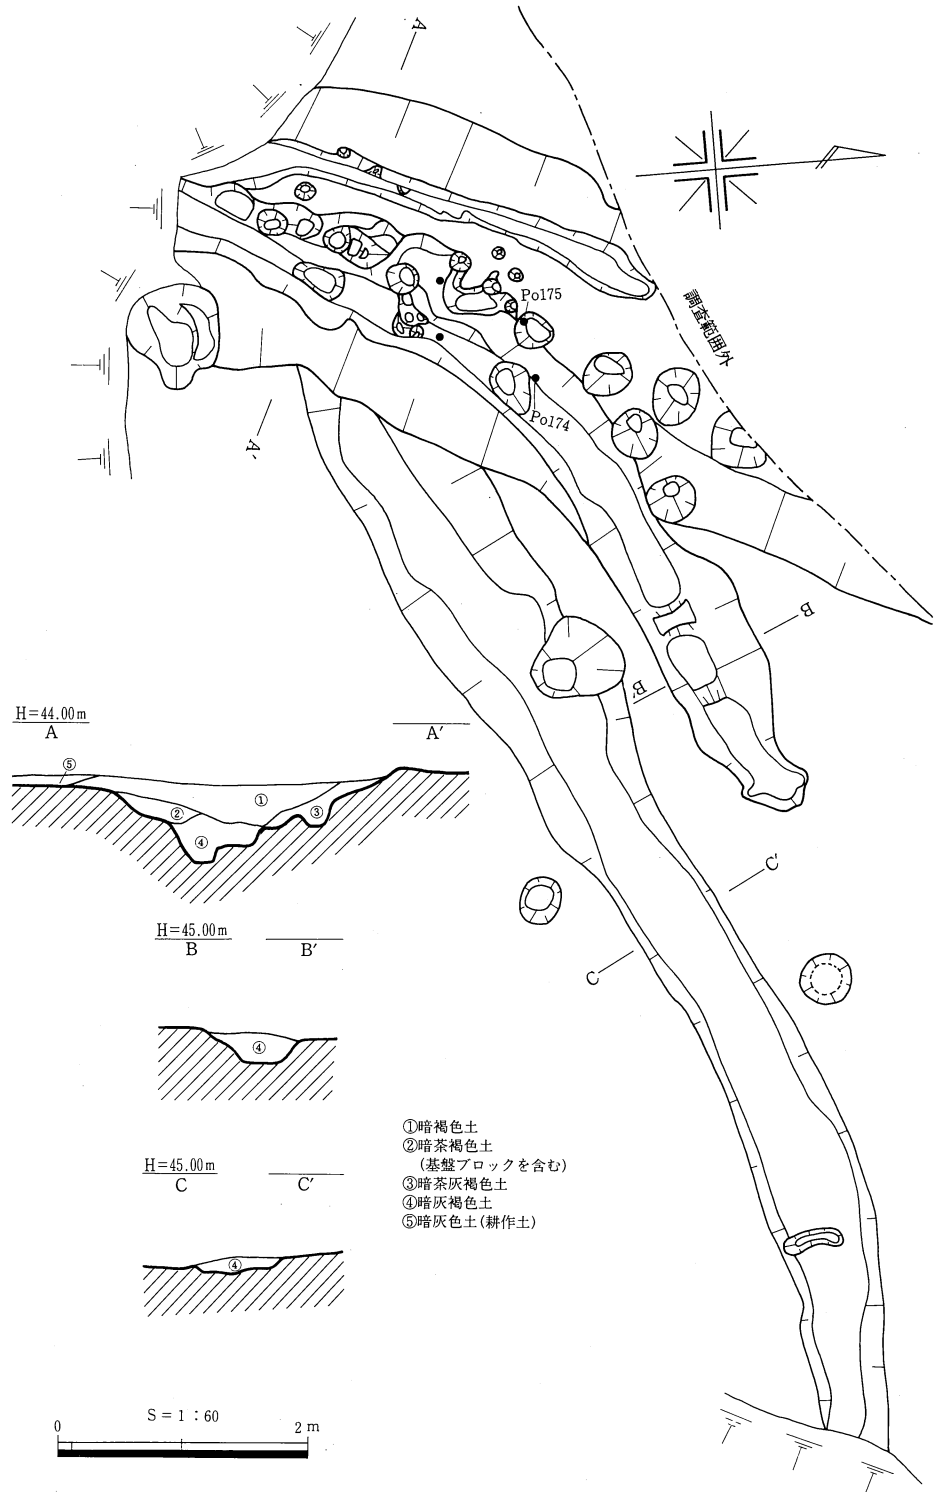 A
Po175
調査範囲外
Po174
A′
B
B′
H=44.00m
A
A′
⑤
①
②
③
④
C′
H=45.00m
B
B′
C
④
①暗褐色土
②暗茶褐色土
(基盤ブロックを含む)
③暗茶灰褐色土
④暗灰褐色土
⑤暗灰色土(耕作土)
H=45.00m
C
C′
④
S=1:60
0
2m